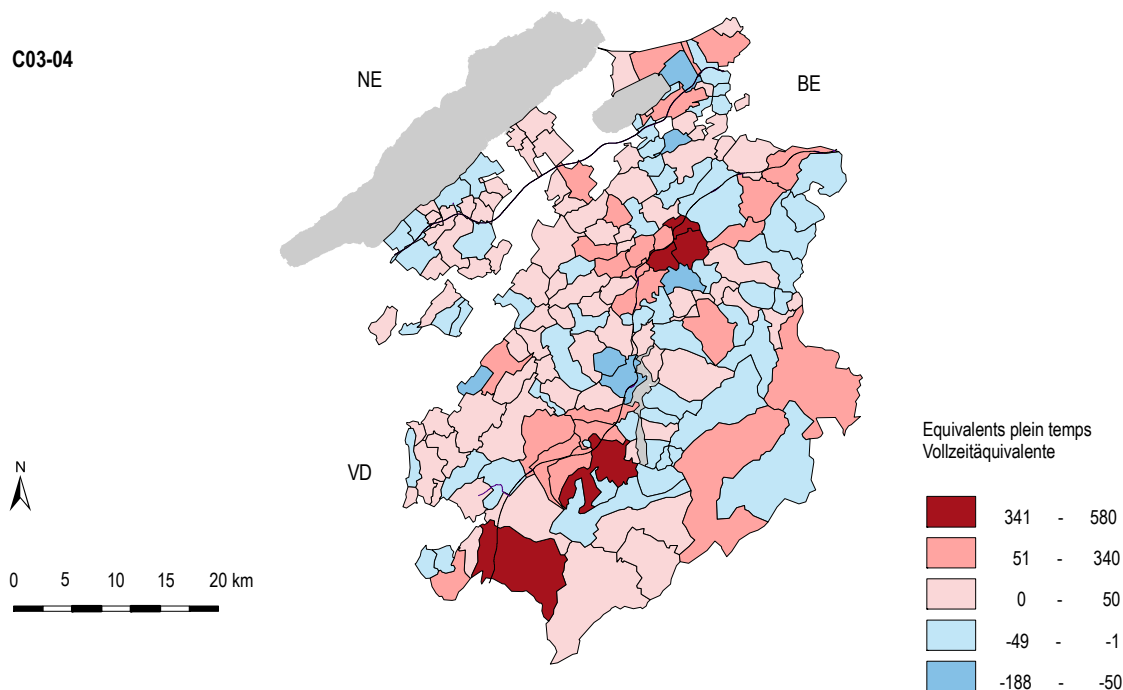 C03-04
NE
BE
VD
N
0 5 10 15 20 km
Equivalents plein temps
Vollzeitäquivalente
341 - 580
51 - 340
0 - 50
-49 - -1
-188 - -50